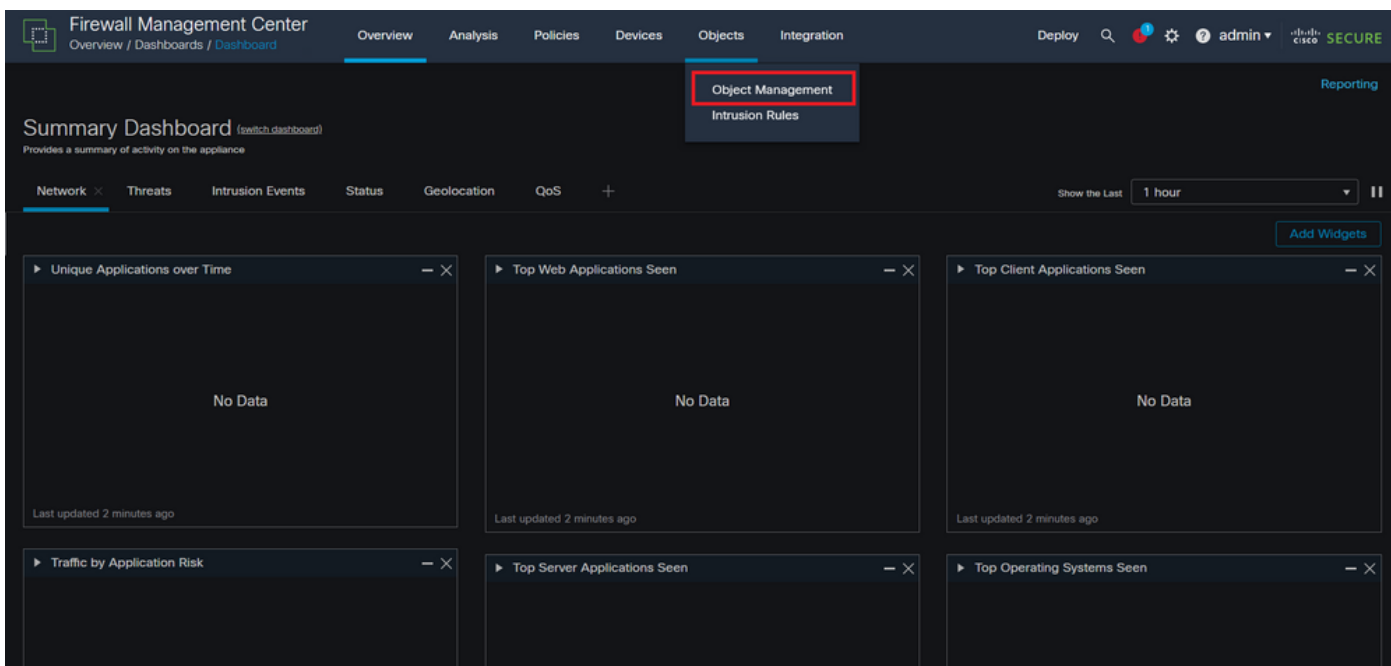 Firewall Management Center
Overview / Dashboards / Dashboard
Overview Analysis Policies Devices Objects Integration
Deploy 1 ? admin cisco SECURE
Object Management
Intrusion Rules
Reporting
Summary Dashboard (switch dashboard)
Provides a summary of activity on the appliance
Network Threats Intrusion Events Status Geolocation QoS +
Show the Last 1 hour
Add Widgets
Unique Applications over Time
Top Web Applications Seen
Top Client Applications Seen
No Data
No Data
No Data
Last updated 2 minutes ago
Last updated 2 minutes ago
Last updated 2 minutes ago
Traffic by Application Risk
Top Server Applications Seen
Top Operating Systems Seen